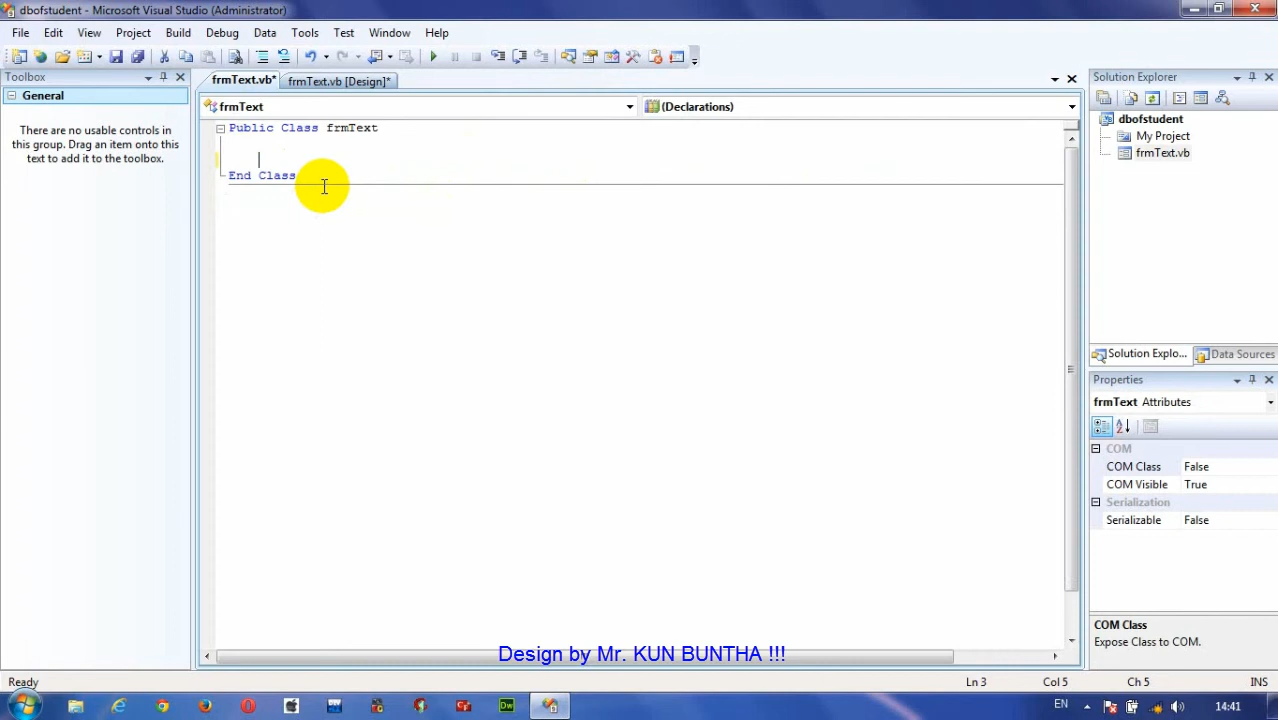 dbofstudent - Microsoft Visual Studio (Administrator)
File Edit View Project Build Debug Data Tools Test Window Help
Toolbox
General
There are no usable controls in
this group. Drag an item onto this
text to add it to the toolbox.
frmText.vb* frmText.vb [Design]*
frmText (Declarations)
Public Class frmText
End Class
Solution Explorer
dbofstudent
My Project
frmText.vb
Solution Explo... Data Sources
Properties
frmText Attributes
COM
COM Class False
COM Visible True
Serialization
Serializable False
COM Class
Expose Class to COM.
Design by Mr. KUN BUNTHA !!!
Ready Ln 3 Col 5 Ch 5 INS
Dw EN 14:41